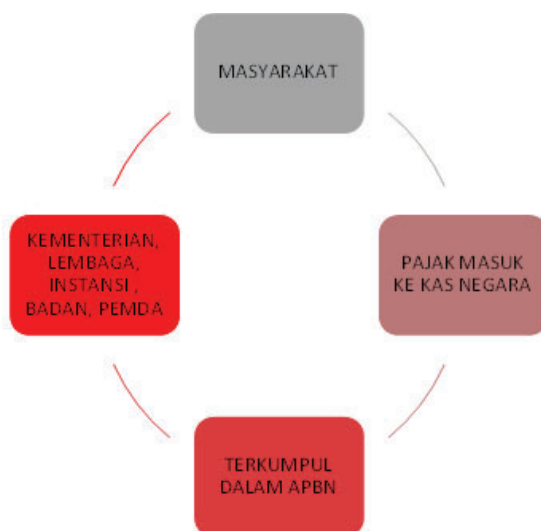 MASYARAKAT
PAJAK MASUK
KE KAS NEGARA
TERKUMPUL
DALAM APBN
KEMENTERIAN,
LEMBAGA,
INSTANSI ,
BADAN, PEMDA